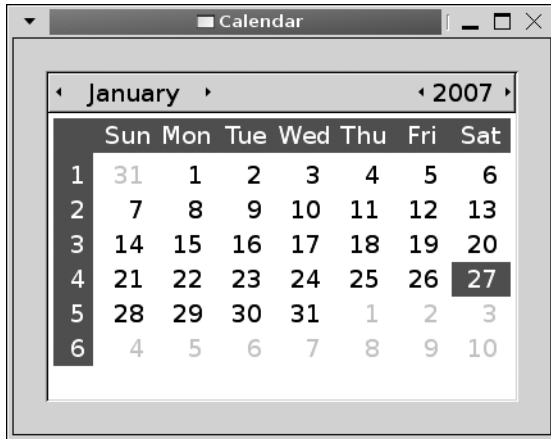 Calendar
January 2007
Sun Mon Tue Wed Thu Fri Sat
1 31 1 2 3 4 5 6
2 7 8 9 10 11 12 13
3 14 15 16 17 18 19 20
4 21 22 23 24 25 26 27
5 28 29 30 31 1 2 3
6 4 5 6 7 8 9 10